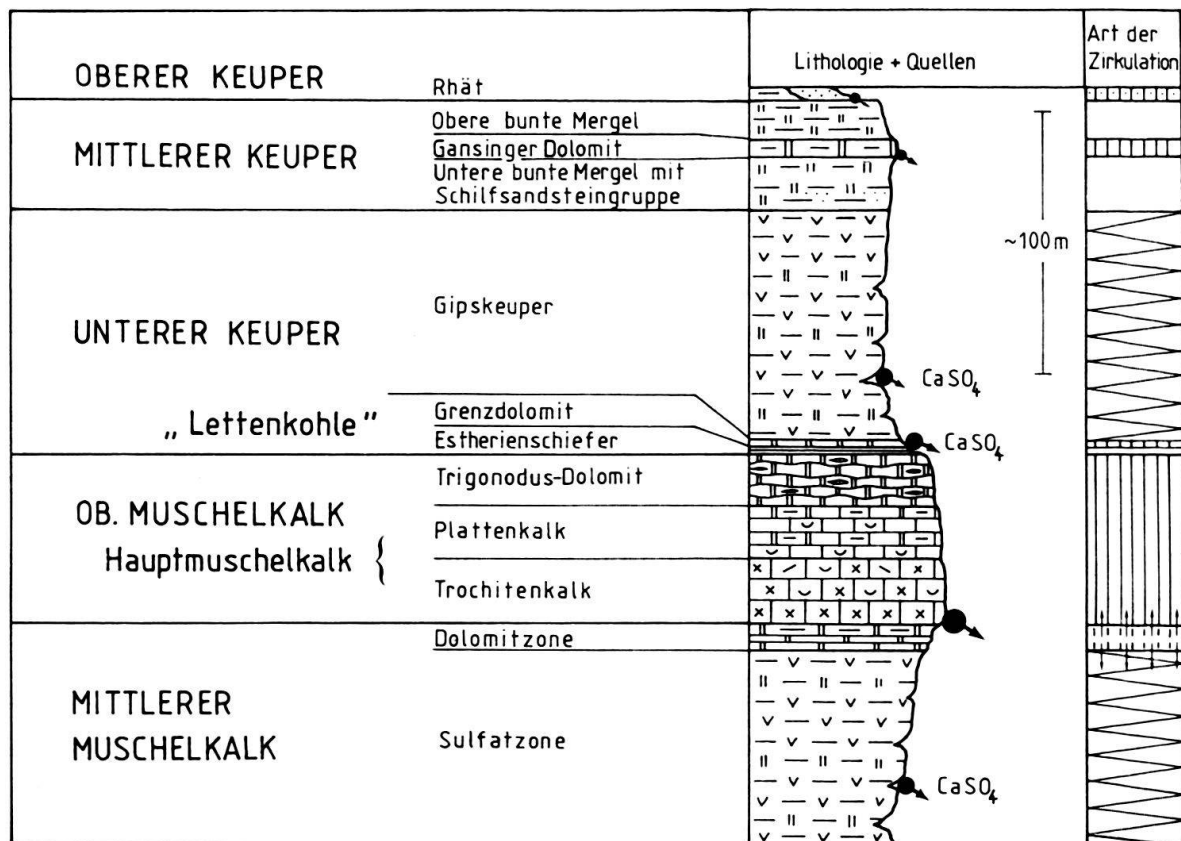 Lithologie + Quellen
Art der
Zirkulation
OBERER KEUPER
Rhät
MITTLERER KEUPER
Obere bunte Mergel
Gansinger Dolomit
Untere bunte Mergel mit
Schilfsandsteingruppe
~100m
UNTERER KEUPER
Gipskeuper
CaSO₄
„Lettenkohle”
Grenzdolomit
Estherienschiefer
CaSO₄
OB. MUSCHELKALK
Hauptmuschelkalk {
Trigonodus-Dolomit
Plattenkalk
Trochitenkalk
MITTLERER
MUSCHELKALK
Dolomitzone
Sulfatzone
CaSO₄